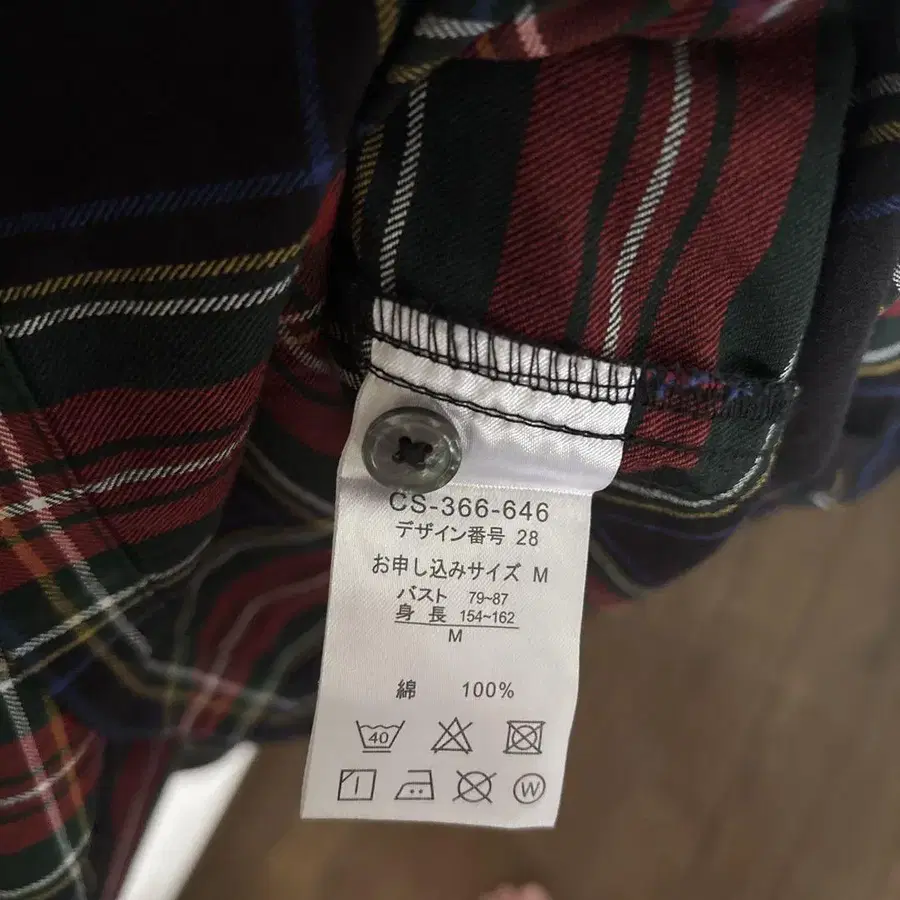 CS-366-646
デザイン番号 28
お申し込みサイズ M
バスト 79~87
身長 154~162
M
綿 100%
40
W